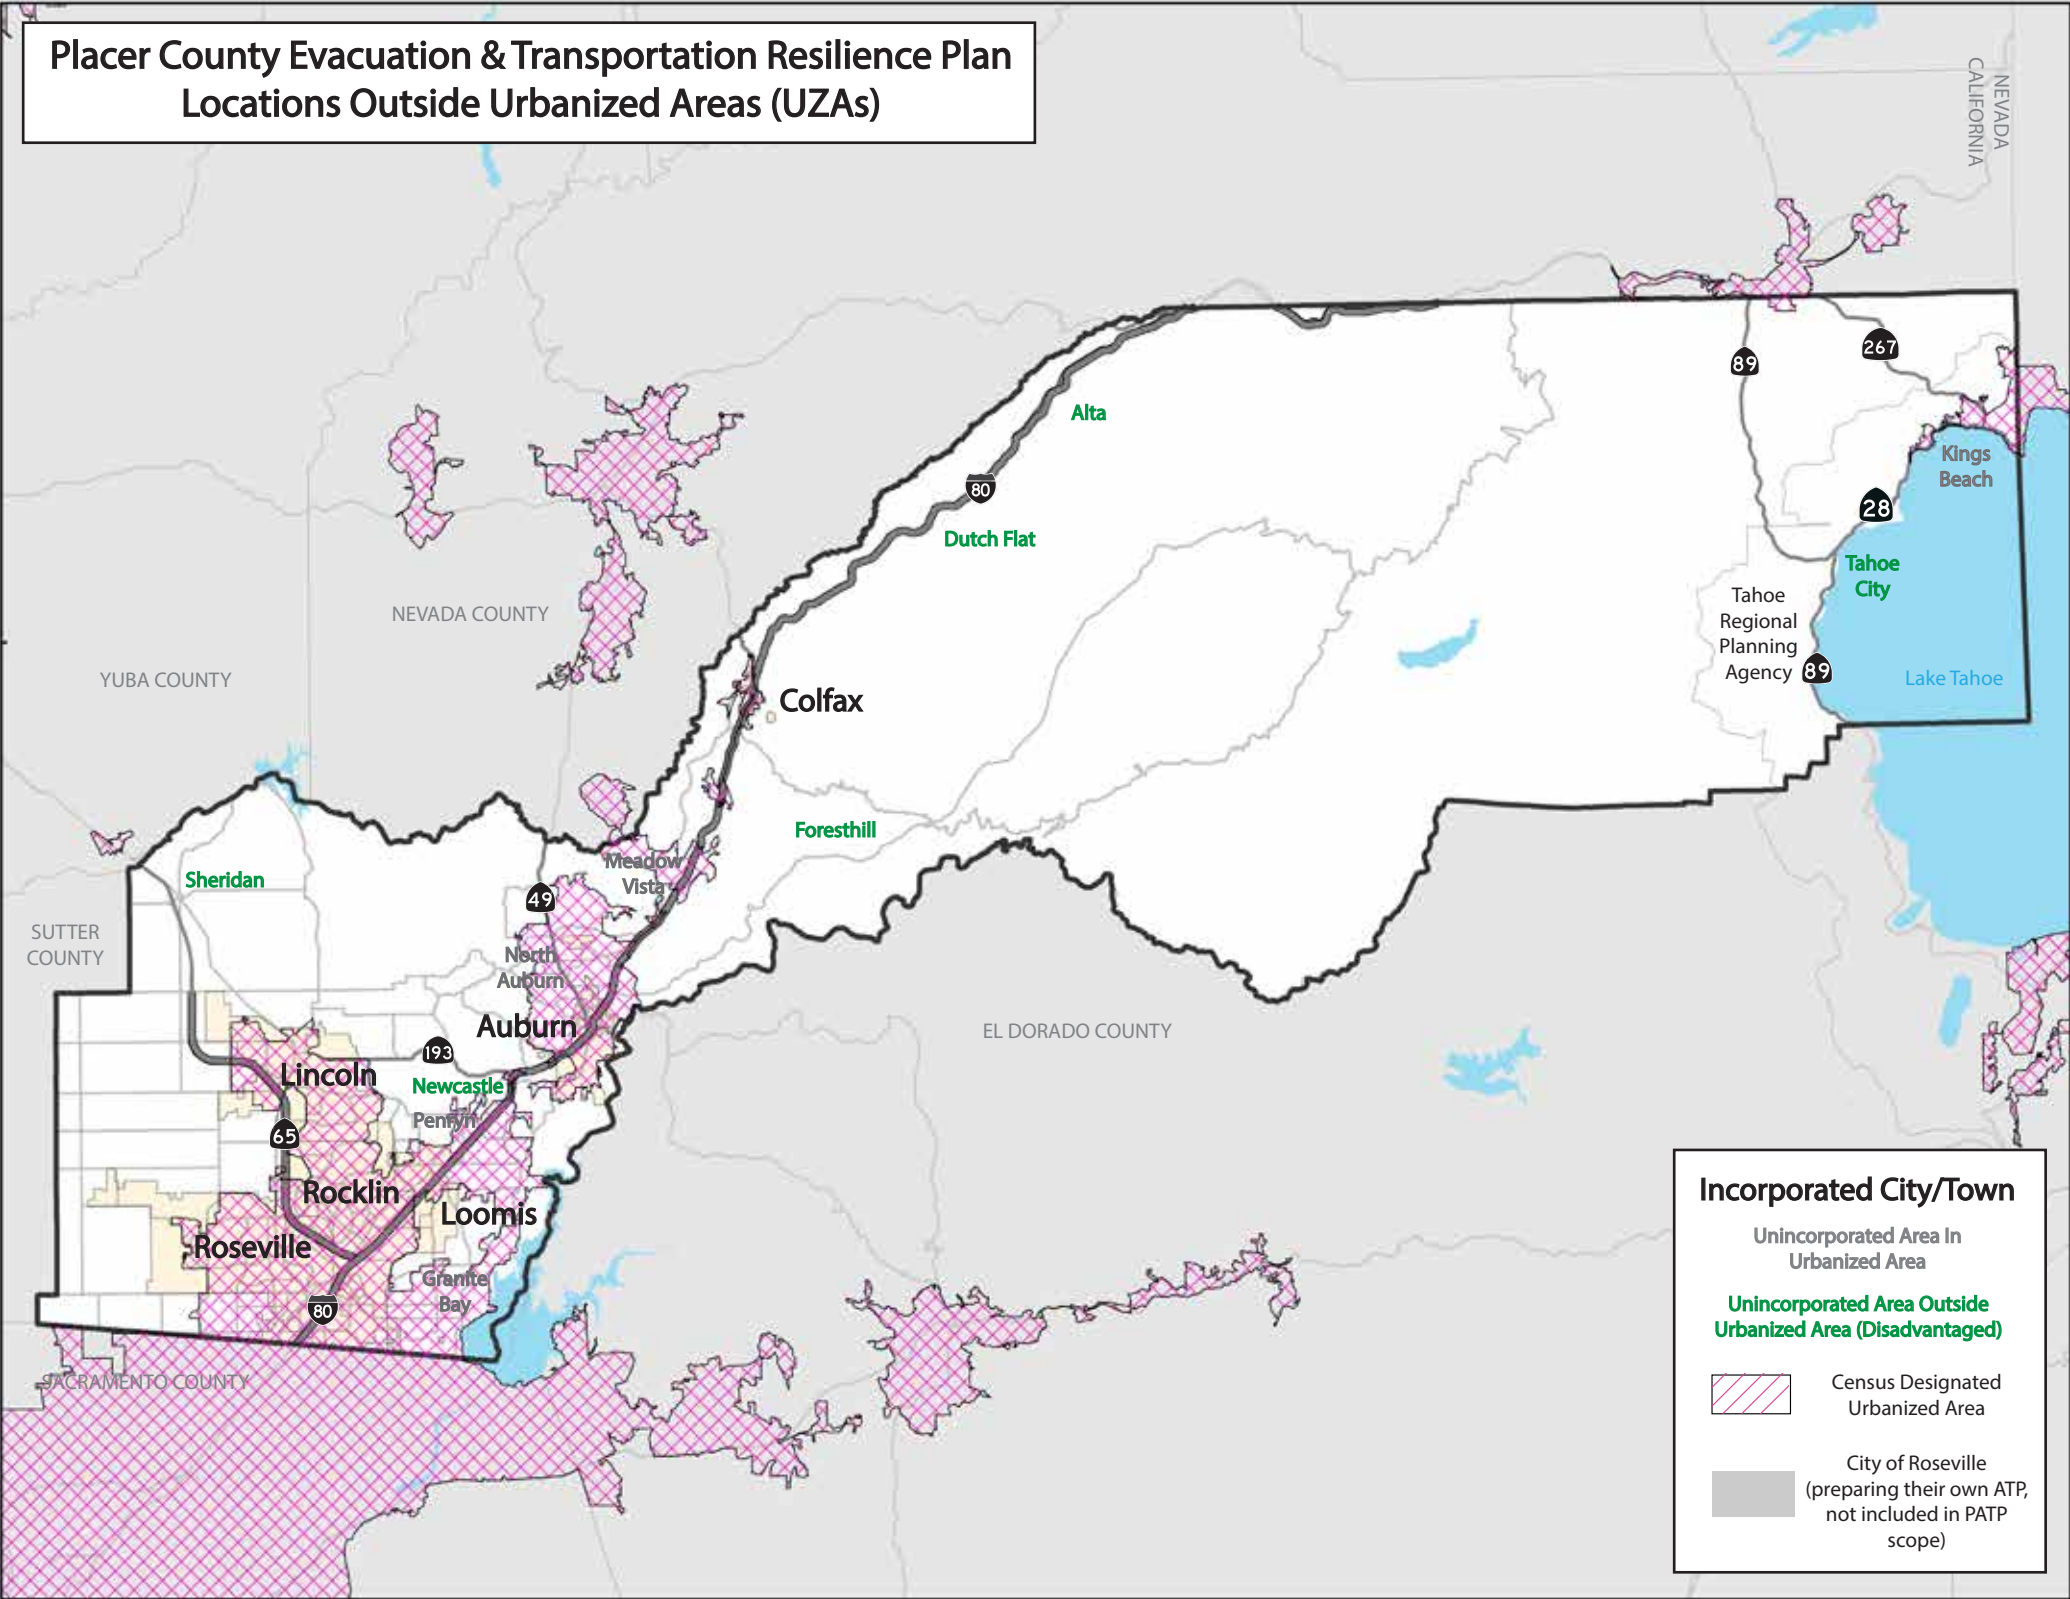 Placer County Evacuation & Transportation Resilience Plan
Locations Outside Urbanized Areas (UZAs)
NEVADA
CALIFORNIA
267
89
Alta
Kings
Beach
80
28
Dutch Flat
Tahoe
City
Tahoe
Regional
Planning
Agency
89
Lake Tahoe
NEVADA COUNTY
YUBA COUNTY
Colfax
Foresthill
Meadow
Vista
Sheridan
49
SUTTER
COUNTY
North
Auburn
Auburn
EL DORADO COUNTY
193
Lincoln
Newcastle
Penryn
65
Rocklin
Loomis
Roseville
Granite
Bay
80
SACRAMENTO COUNTY
Incorporated City/Town
Unincorporated Area In
Urbanized Area
Unincorporated Area Outside
Urbanized Area (Disadvantaged)
Census Designated
Urbanized Area
City of Roseville
(preparing their own ATP,
not included in PATP
scope)